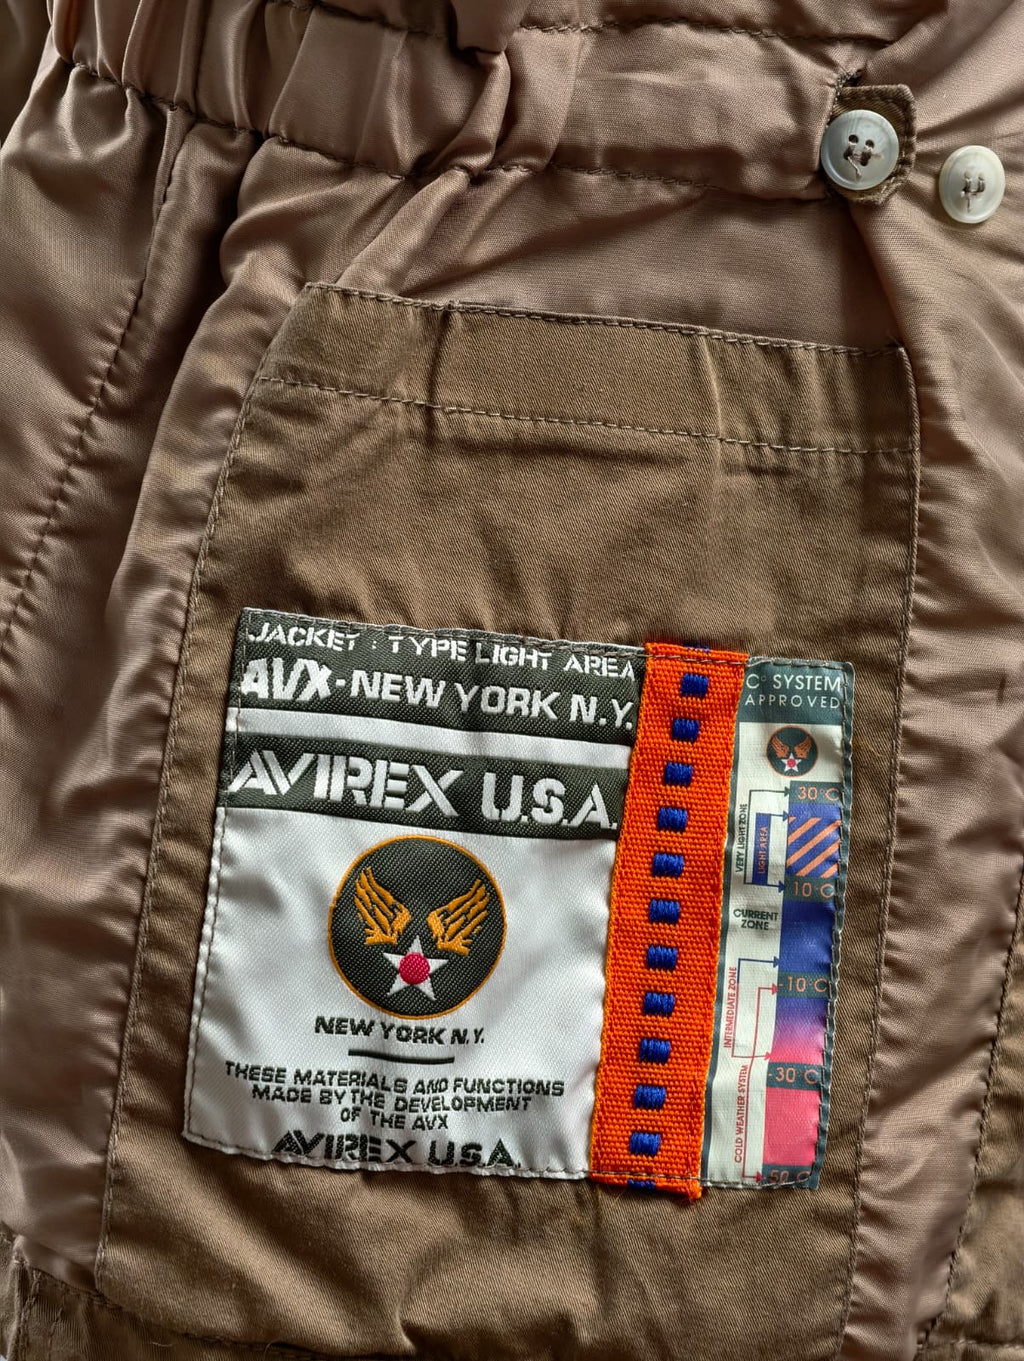 JACKET : TYPE LIGHT AREA
AVX-NEW YORK N.Y.
AVIREX U.S.A.
NEW YORK N.Y.
THESE MATERIALS AND FUNCTIONS
MADE BY THE DEVELOPMENT
OF THE AVX
AVIREX U.S.A.
C° SYSTEM
APPROVED
30°C
VERY LIGHT ZONE
LIGHT AREA
10°C
CURRENT
ZONE
-10°C
INTERMEDIATE ZONE
-30°C
COLD WEATHER SYSTEM
-50°C